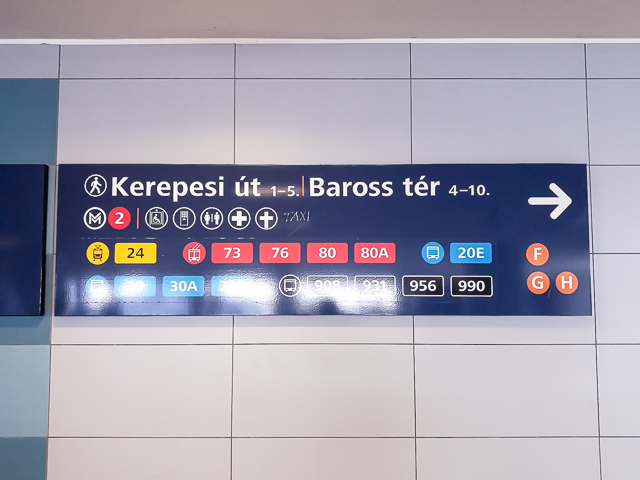 Kerepesi út 1–5. Baross tér 4–10.
M 2 TAXI
24 73 76 80 80A 20E F
30 30A 908 931 956 990 G H